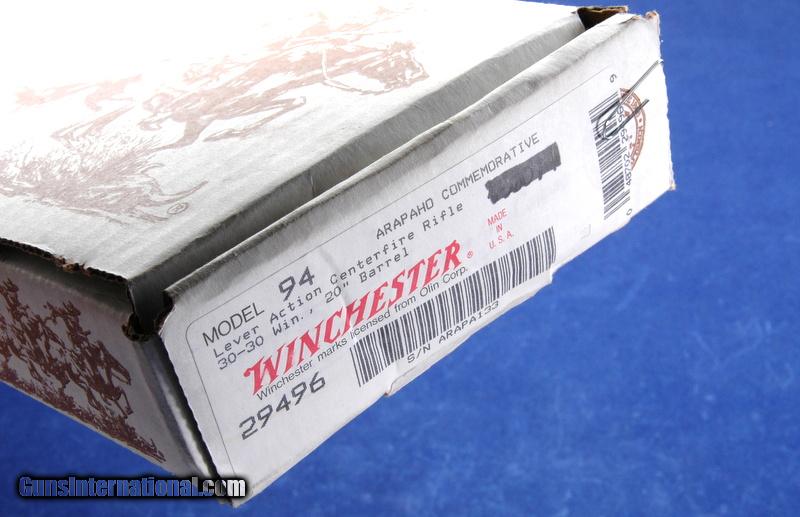 MODEL 94 ARAPAHO COMMEMORATIVE
Lever Action Centerfire Rifle
30-30 Win., 20" Barrel
WINCHESTER®
Winchester marks licensed from Olin Corp.
29496
S/N ARAPA133
MADE
IN
U.S.A.
®
GunsInternational.com